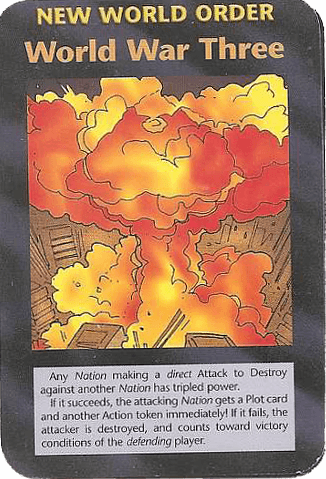 NEW WORLD ORDER
World War Three
Any Nation making a direct Attack to Destroy
against another Nation has tripled power.
If it succeeds, the attacking Nation gets a Plot card
and another Action token immediately! If it fails, the
attacker is destroyed, and counts toward victory
conditions of the defending player.